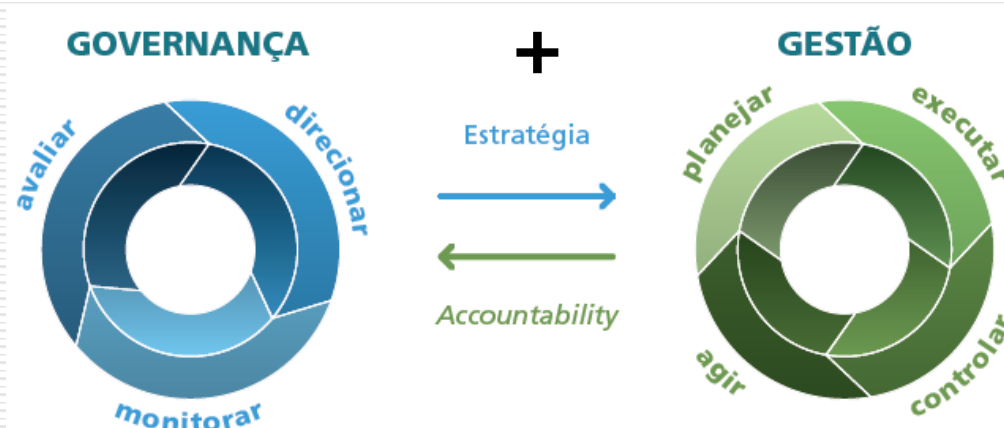 GOVERNANÇA
+
GESTÃO
avaliar
direcionar
monitorar
Estratégia
Accountability
planejar
executar
controlar
agir